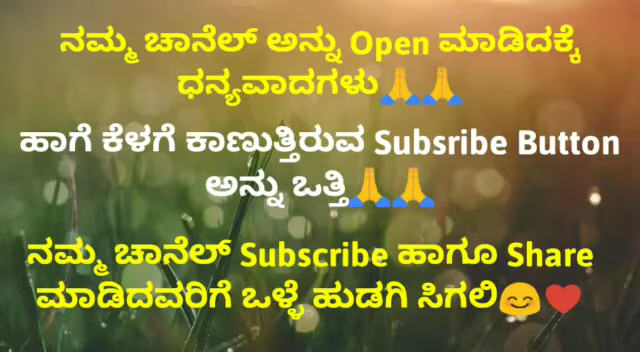 ನಮ್ಮ ಚಾನೆಲ್ ಅನ್ನು Open ಮಾಡಿದಕ್ಕೆ
ಧನ್ಯವಾದಗಳು🙏🙏
ಹಾಗೆ ಕೆಳಗೆ ಕಾಣುತ್ತಿರುವ Subsribe Button
ಅನ್ನು ಒತ್ತಿ🙏🙏
ನಮ್ಮ ಚಾನೆಲ್ Subscribe ಹಾಗೂ Share
ಮಾಡಿದವರಿಗೆ ಒಳ್ಳೆ ಹುಡಗಿ ಸಿಗಲಿ😊❤️